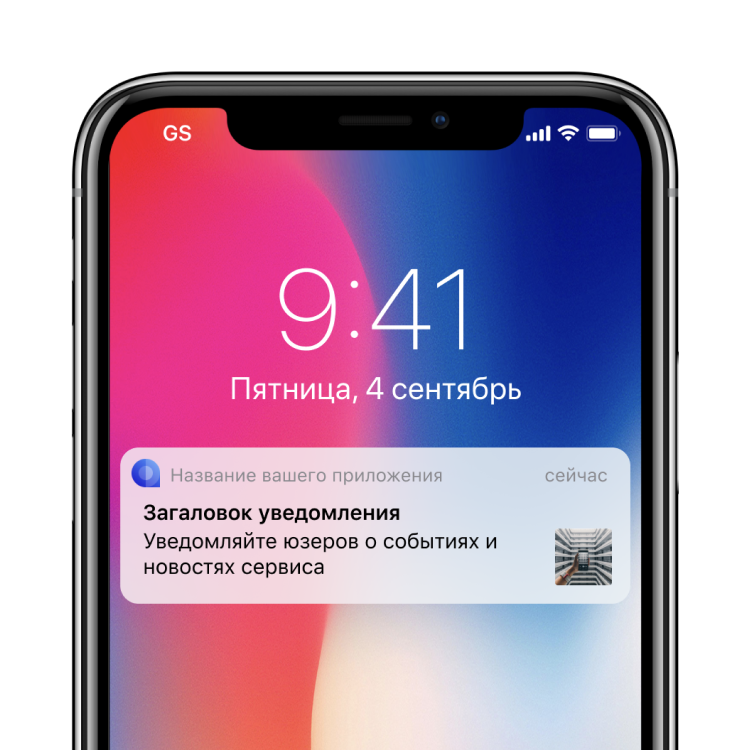 GS
9:41
Пятница, 4 сентябрь
Название вашего приложения
сейчас
Загаловок уведомления
Уведомляйте юзеров о событиях и
новостях сервиса